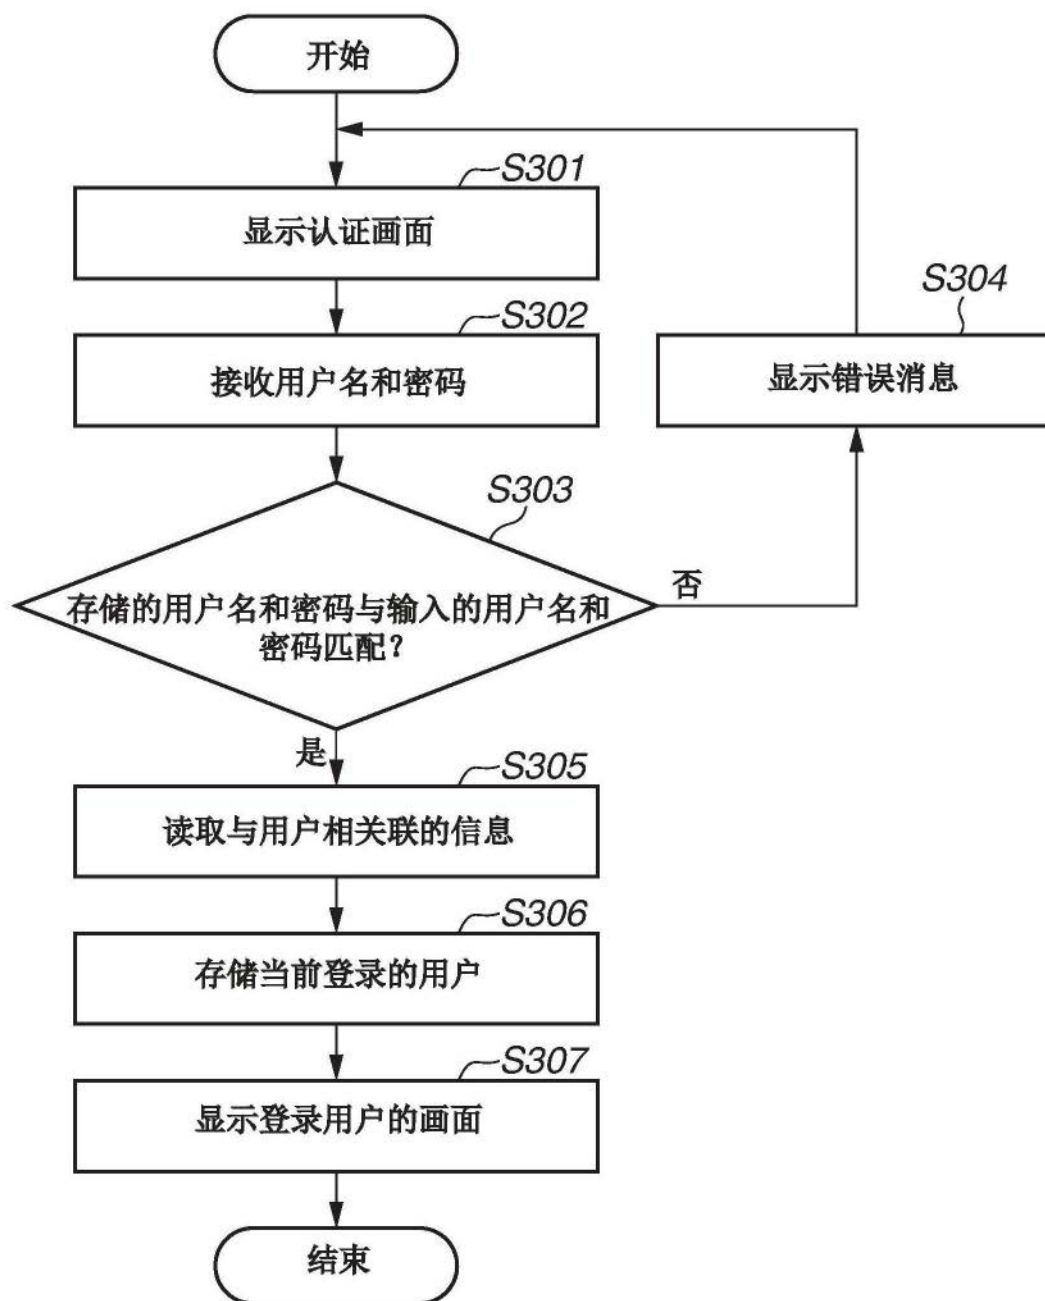 开始
S301
显示认证画面
S302
接收用户名和密码
S304
显示错误消息
S303
存储的用户名和密码与输入的用户名和
密码匹配？
否
是
S305
读取与用户相关联的信息
S306
存储当前登录的用户
S307
显示登录用户的画面
结束